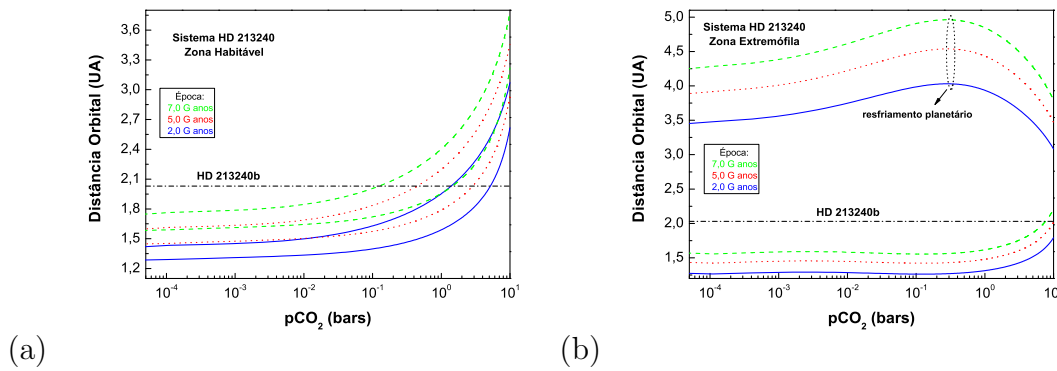 Sistema HD 213240
Zona Habitável
Época:
7,0 G anos
5,0 G anos
2,0 G anos
HD 213240b
Distância Orbital (UA)
3,6
3,3
3,0
2,7
2,4
2,1
1,8
1,5
1,2
10^-4
10^-3
10^-2
10^-1
10^0
10^1
pCO_2 (bars)
(a)
Sistema HD 213240
Zona Extremófila
resfriamento planetário
Época:
7,0 G anos
5,0 G anos
2,0 G anos
HD 213240b
Distância Orbital (UA)
5,0
4,5
4,0
3,5
3,0
2,5
2,0
1,5
10^-4
10^-3
10^-2
10^-1
10^0
10^1
pCO_2 (bars)
(b)